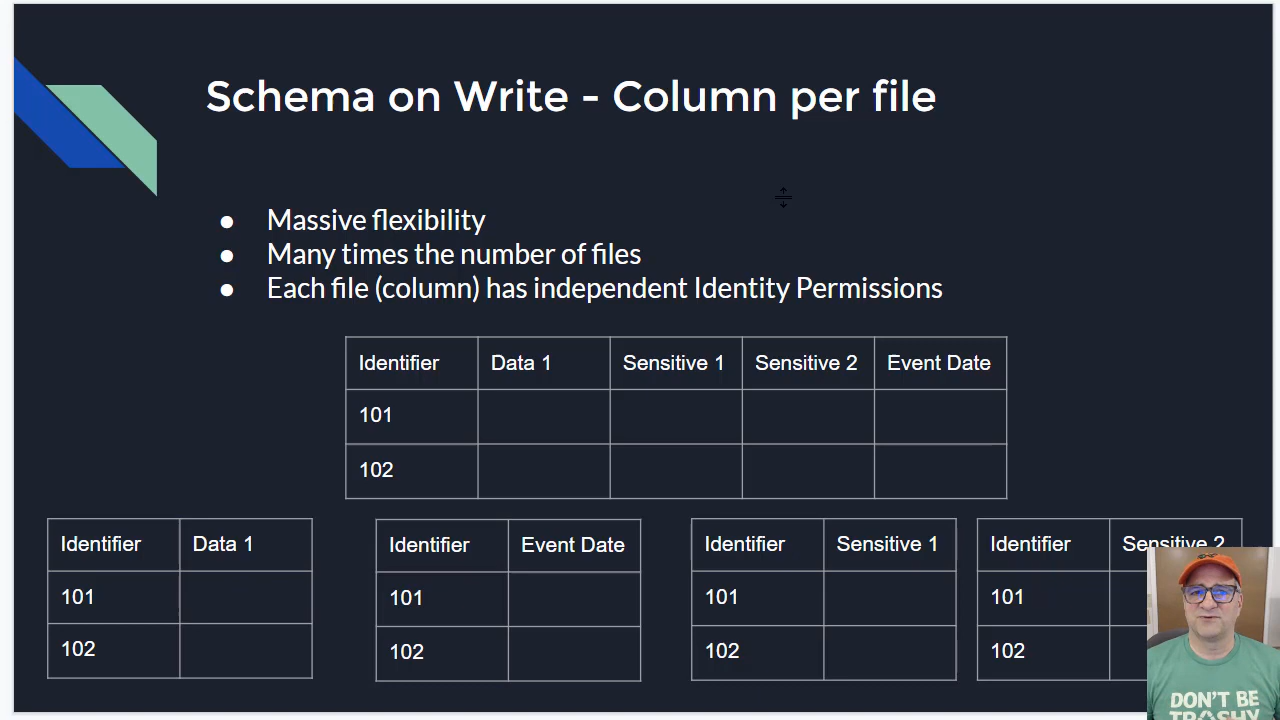 Schema on Write - Column per file
● Massive flexibility
● Many times the number of files
● Each file (column) has independent Identity Permissions
Identifier Data 1 Sensitive 1 Sensitive 2 Event Date
101
102
Identifier Data 1
101
102
Identifier Event Date
101
102
Identifier Sensitive 1
101
102
Identifier Sensitive 2
101
102
DON'T BE
TRASHY